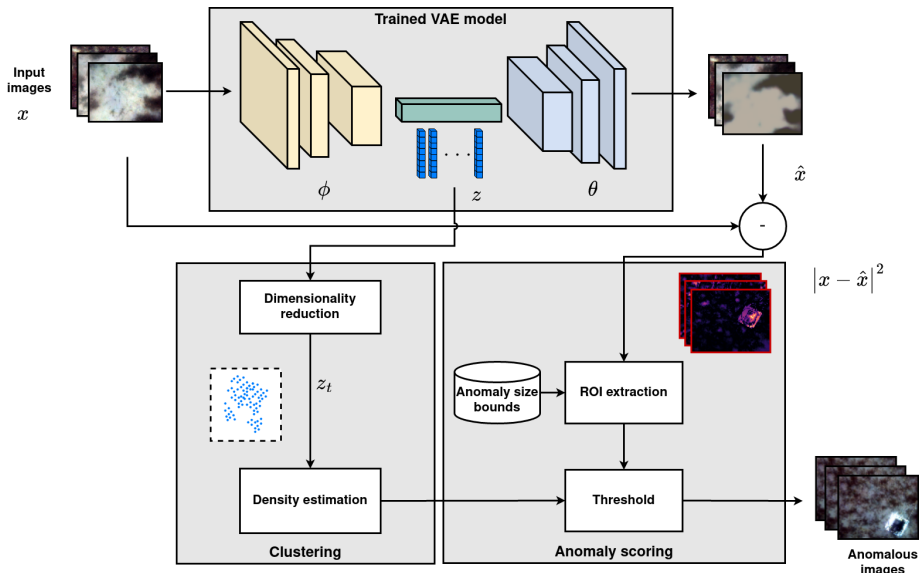 Trained VAE model
Input
images
x
ϕ
z
θ
x̂
-
|x − x̂|²
Dimensionality
reduction
z_t
Anomaly size
bounds
ROI extraction
Density estimation
Threshold
Clustering
Anomaly scoring
Anomalous
images